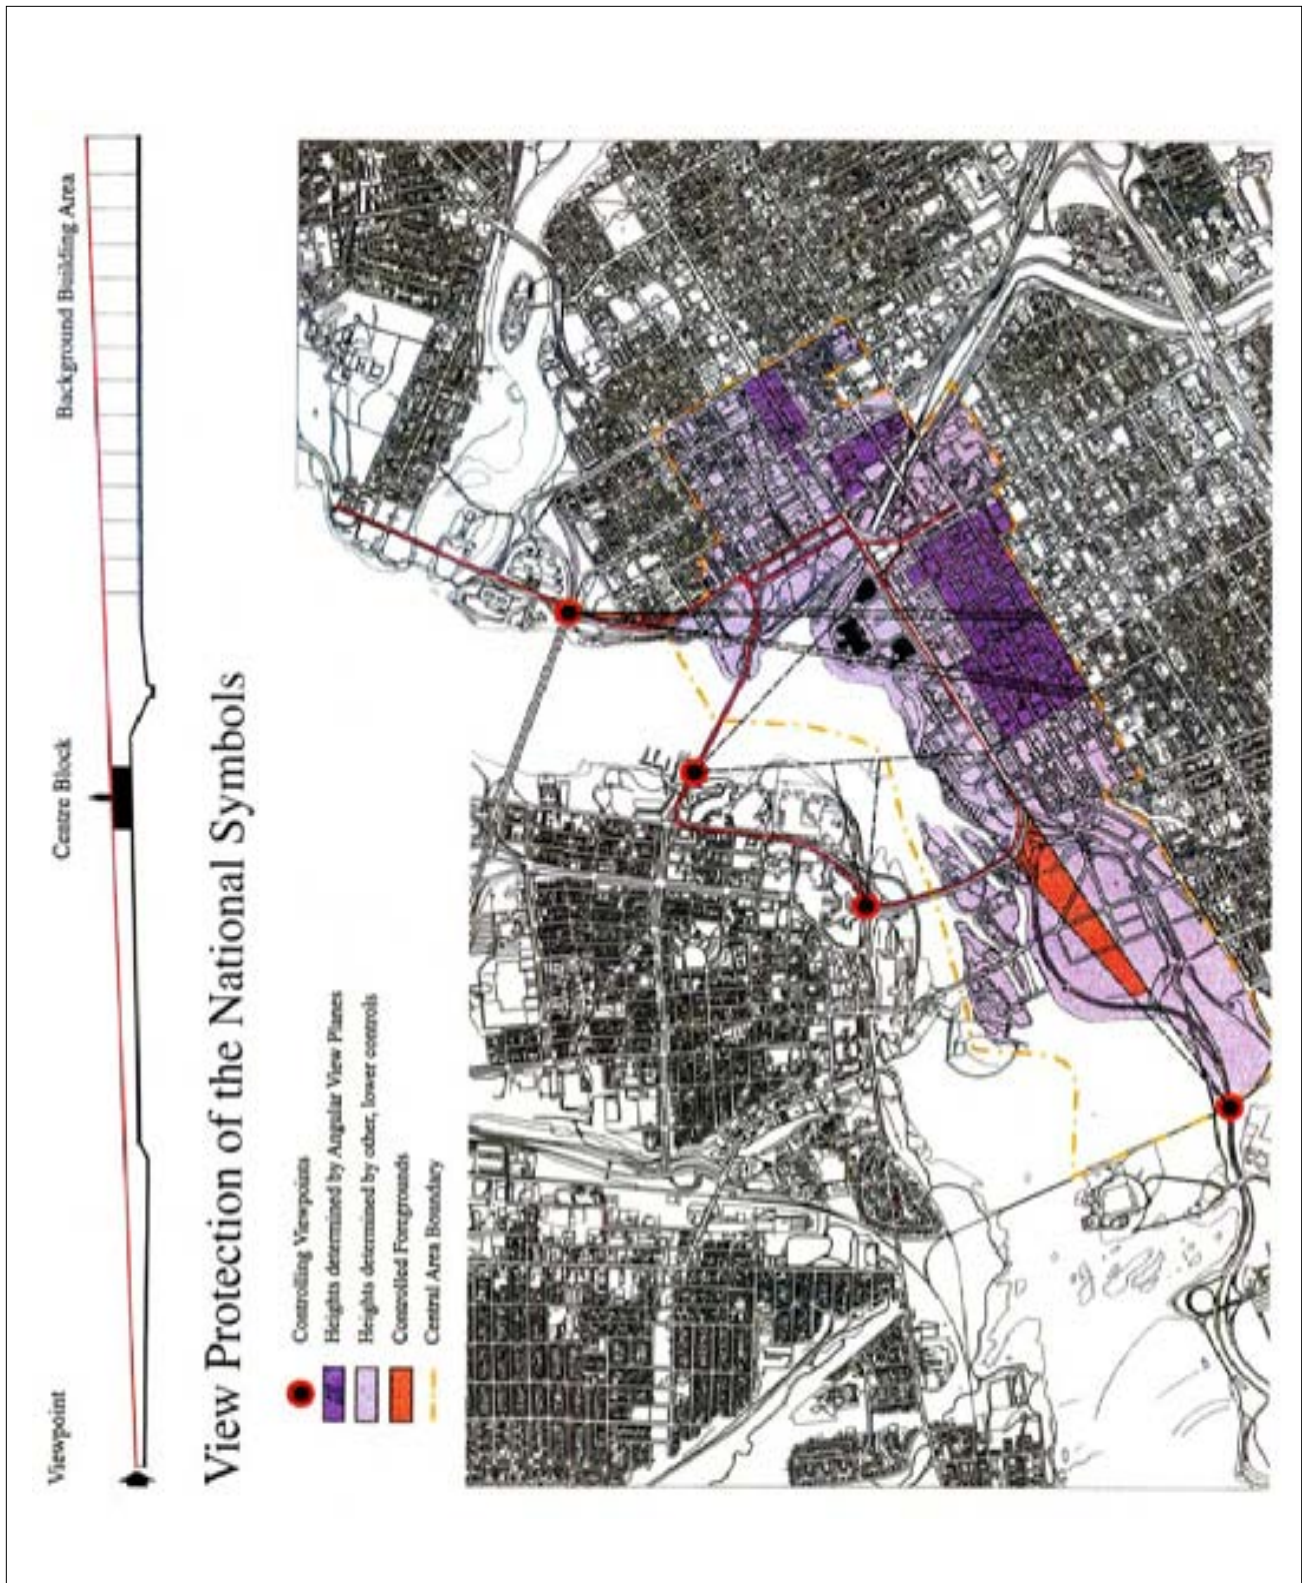 Viewpoint
Centre Block
Background Building Area
View Protection of the National Symbols
Controlling Viewpoints
Heights determined by Angular View Planes
Heights determined by other, lower controls
Controlled Foregrounds
Central Area Boundary